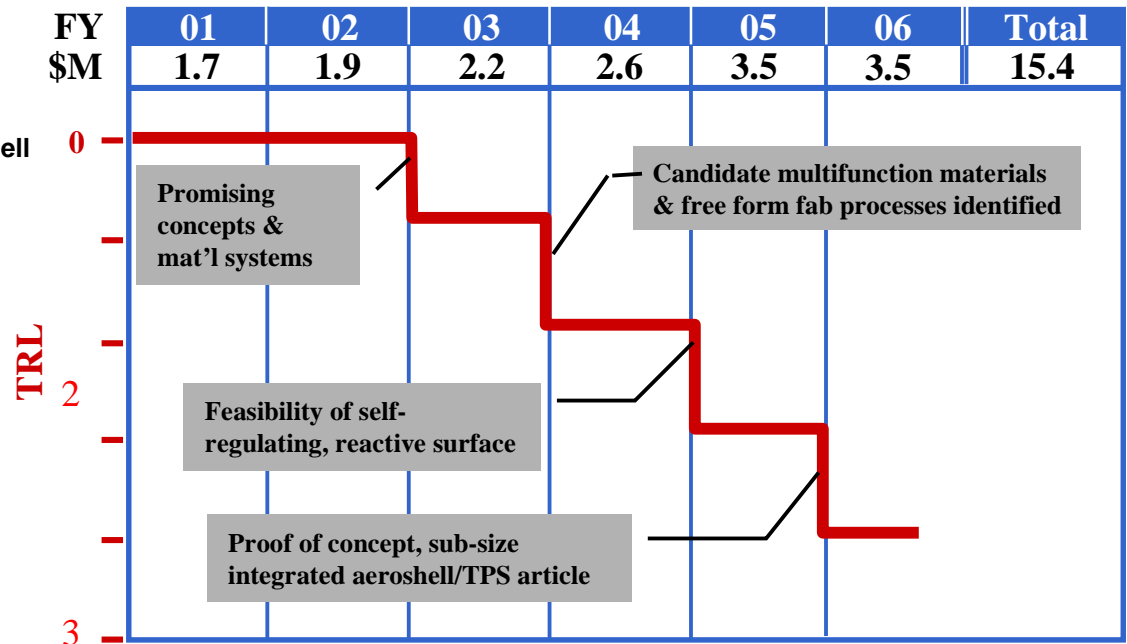 FY 01 02 03 04 05 06 Total
$M 1.7 1.9 2.2 2.6 3.5 3.5 15.4
ell
0
Promising
concepts &
mat’l systems
Candidate multifunction materials
& free form fab processes identified
TRL
2
Feasibility of self-
regulating, reactive surface
Proof of concept, sub-size
integrated aeroshell/TPS article
3